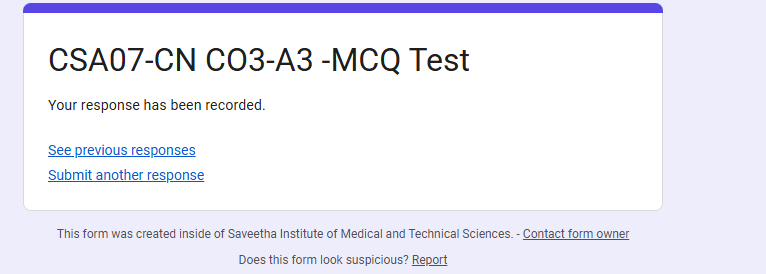 CSA07-CN CO3-A3 -MCQ Test
Your response has been recorded.
See previous responses
Submit another response
This form was created inside of Saveetha Institute of Medical and Technical Sciences. - Contact form owner
Does this form look suspicious? Report